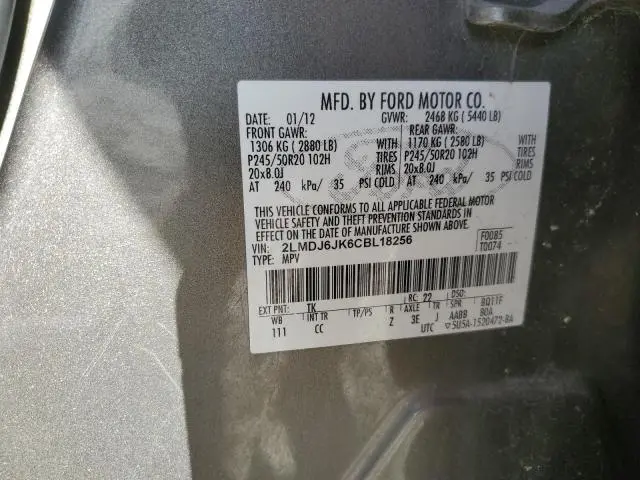 MFD. BY FORD MOTOR CO.
DATE: 01/12 GVWR: 2468 KG ( 5440 LB)
FRONT GAWR: REAR GAWR:
1306 KG ( 2880 LB) WITH 1170 KG ( 2580 LB) WITH
P245/50R20 102H TIRES P245/50R20 102H TIRES
20x8.0J RIMS 20x8.0J RIMS
AT 240 kPa/ 35 PSI COLD AT 240 kPa/ 35 PSI COLD
THIS VEHICLE CONFORMS TO ALL APPLICABLE FEDERAL MOTOR
VEHICLE SAFETY AND THEFT PREVENTION STANDARDS IN
EFFECT ON THE DATE OF MANUFACTURE SHOWN ABOVE.
VIN: 2LMDJ6JK6CBL18256 F0085
TYPE: MPV T0074
EXT PNT: TK RC: 22 DSO:
WB INT TR TP/PS R AXLE TR SPR BQ11F
111 CC Z 3E J AABB BOA
UTC ▽5U5A-1520472-BA
Ford